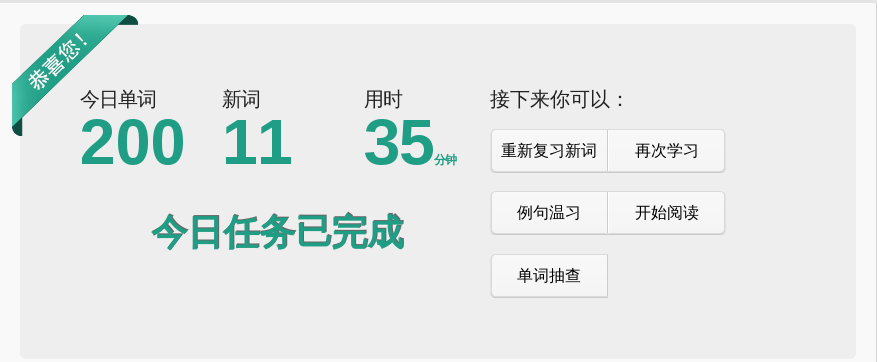 恭喜您!
今日单词 新词 用时
200 11 35分钟
今日任务已完成
接下来你可以：
重新复习新词 再次学习
例句温习 开始阅读
单词抽查